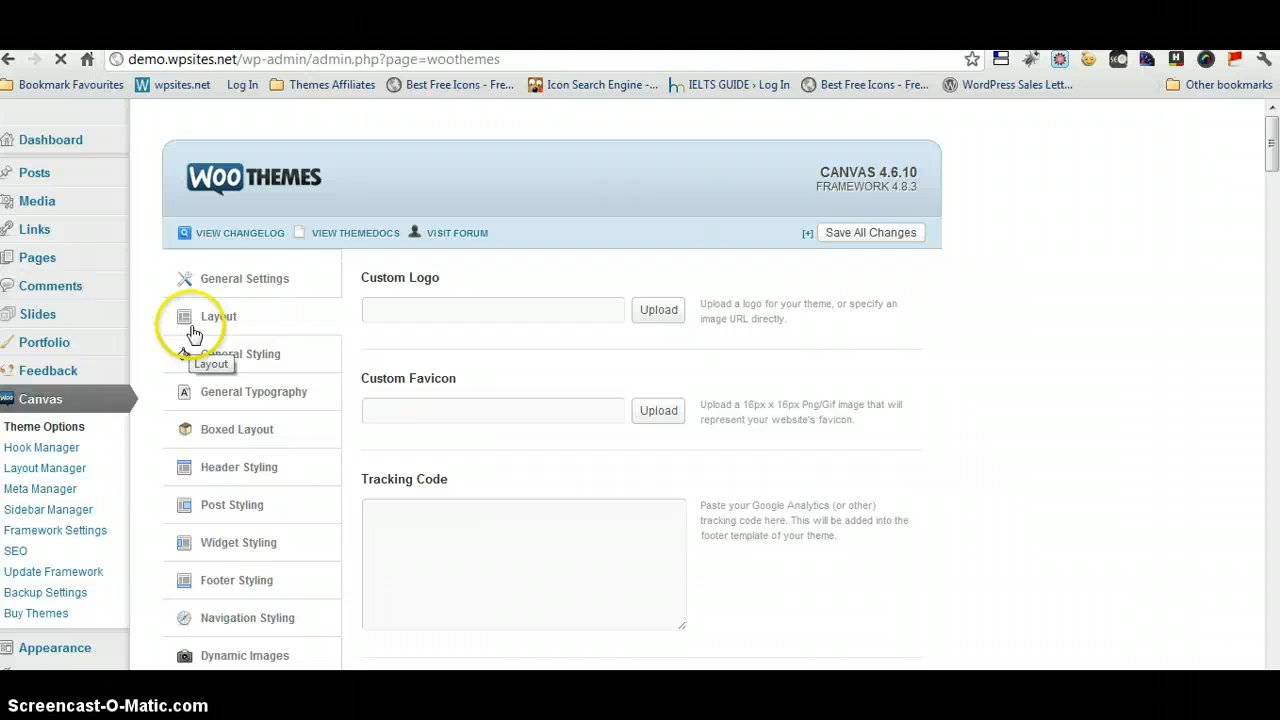 demo.wpsites.net/wp-admin/admin.php?page=woothemes
Bookmark Favourites
wpsites.net
Log In
Themes Affiliates
Best Free Icons - Fre...
Icon Search Engine -...
IELTS GUIDE › Log In
Best Free Icons - Fre...
WordPress Sales Lett...
Other bookmarks
Dashboard
Posts
Media
Links
Pages
Comments
Slides
Portfolio
Feedback
WOO Canvas
Theme Options
Hook Manager
Layout Manager
Meta Manager
Sidebar Manager
Framework Settings
SEO
Update Framework
Backup Settings
Buy Themes
Appearance
WOOTHEMES
CANVAS 4.6.10
FRAMEWORK 4.8.3
VIEW CHANGELOG
VIEW THEMEDOCS
VISIT FORUM
[+]
Save All Changes
General Settings
Layout
General Styling
Layout
General Typography
Boxed Layout
Header Styling
Post Styling
Widget Styling
Footer Styling
Navigation Styling
Dynamic Images
Custom Logo
Upload
Upload a logo for your theme, or specify an
image URL directly.
Custom Favicon
Upload
Upload a 16px x 16px Png/Gif image that will
represent your website's favicon.
Tracking Code
Paste your Google Analytics (or other)
tracking code here. This will be added into the
footer template of your theme.
Screencast-O-Matic.com